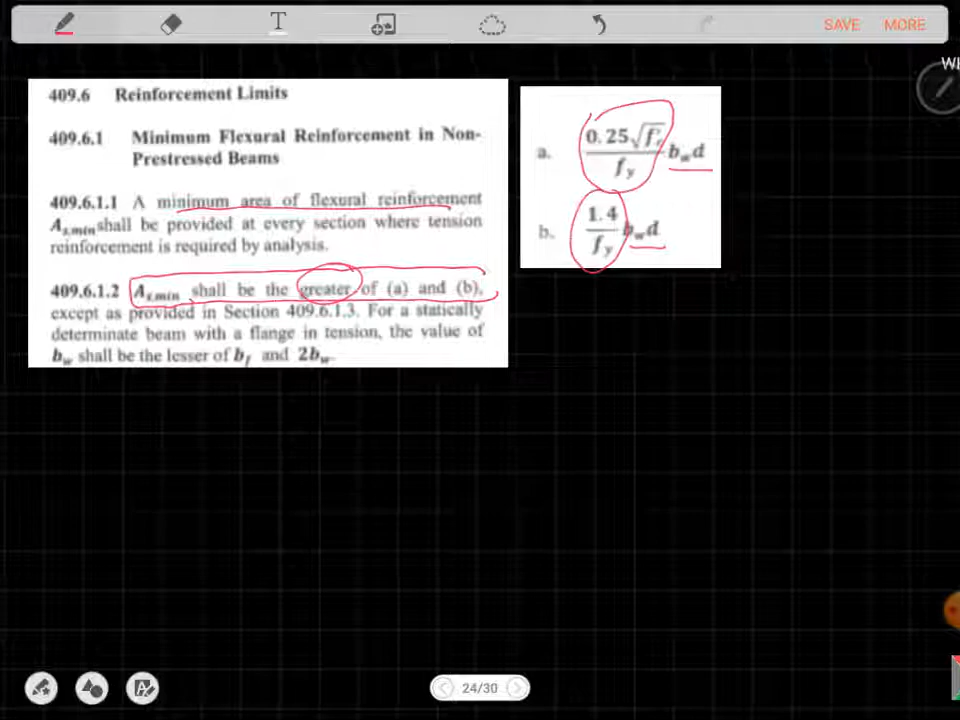 T
SAVE
MORE
409.6 Reinforcement Limits
409.6.1 Minimum Flexural Reinforcement in Non-
Prestressed Beams
409.6.1.1 A minimum area of flexural reinforcement
As,min shall be provided at every section where tension
reinforcement is required by analysis.
409.6.1.2 As,min shall be the greater of (a) and (b),
except as provided in Section 409.6.1.3. For a statically
determinate beam with a flange in tension, the value of
bw shall be the lesser of bf and 2bw.
a. 0.25√f'c / fy bwd
b. 1.4 / fy bwd
24/30